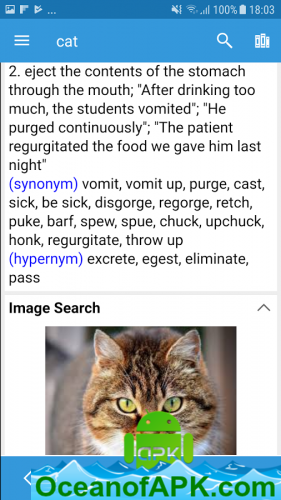 100% 18:03
cat
2. eject the contents of the stomach
through the mouth; "After drinking too
much, the students vomited"; "He
purged continuously"; "The patient
regurgitated the food we gave him last
night"
(synonym) vomit, vomit up, purge, cast,
sick, be sick, disgorge, regorge, retch,
puke, barf, spew, spue, chuck, upchuck,
honk, regurgitate, throw up
(hypernym) excrete, egest, eliminate,
pass
Image Search
APK
OceanofAPK.com